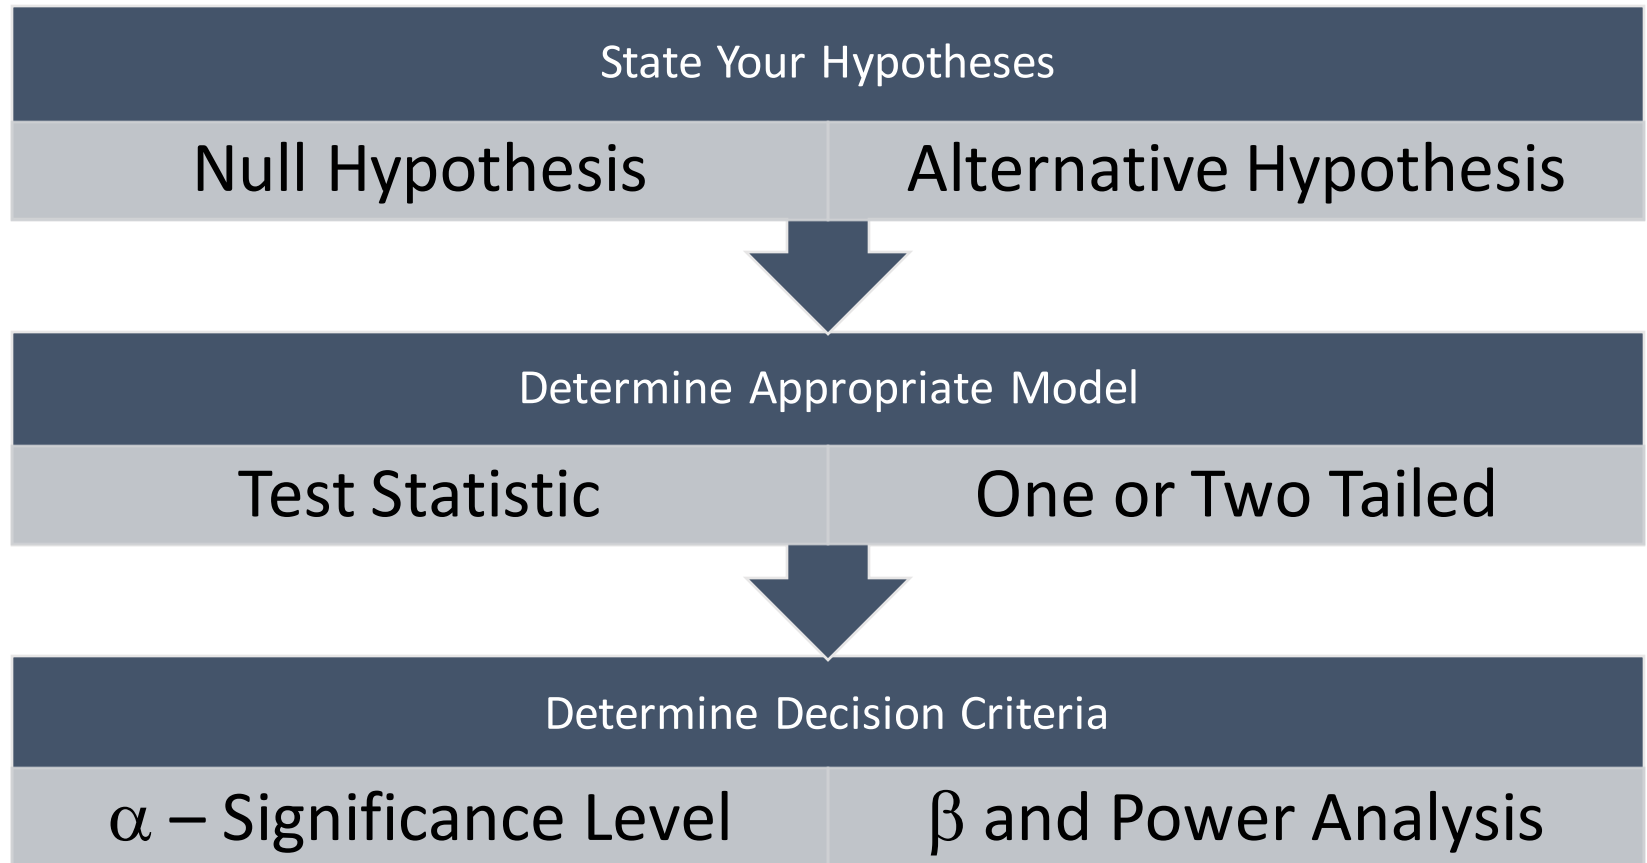 State Your Hypotheses
Null Hypothesis
Alternative Hypothesis
Determine Appropriate Model
Test Statistic
One or Two Tailed
Determine Decision Criteria
α – Significance Level
β and Power Analysis